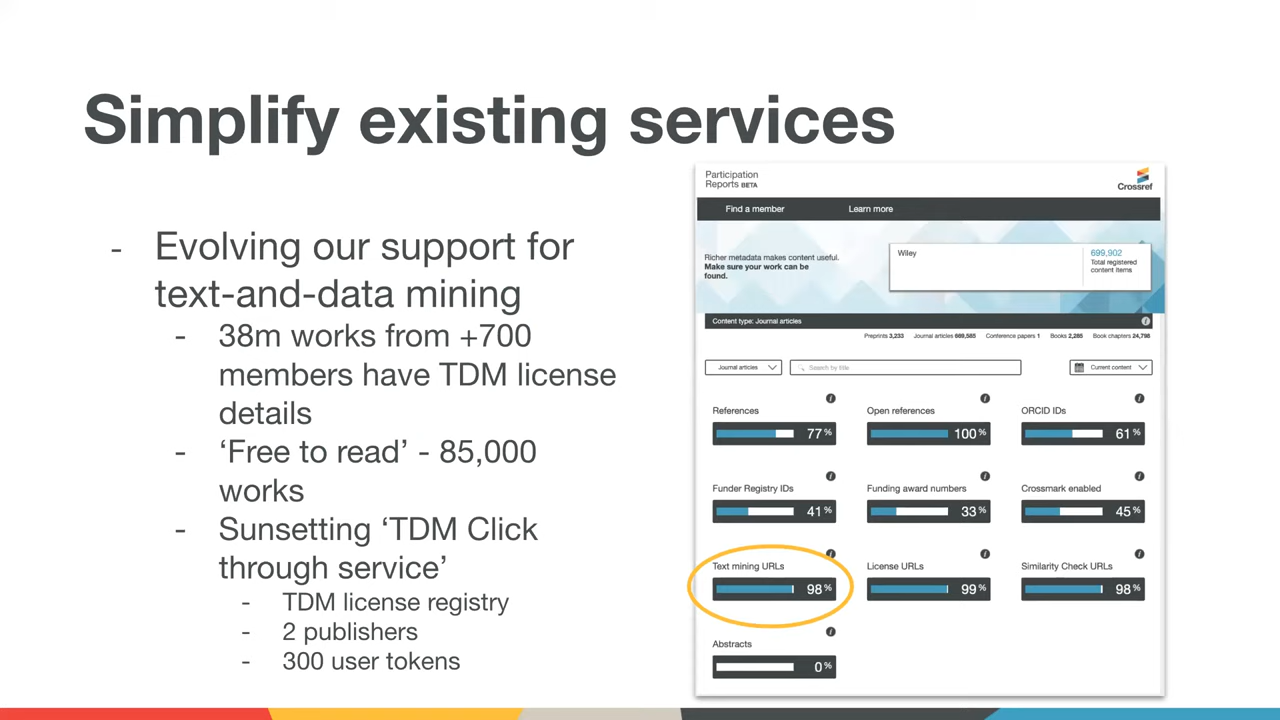 Simplify existing services
- Evolving our support for
text-and-data mining
- 38m works from +700
members have TDM license
details
- ‘Free to read’ - 85,000
works
- Sunsetting ‘TDM Click
through service’
- TDM license registry
- 2 publishers
- 300 user tokens
Participation
Reports BETA
Crossref
Find a member Learn more
Richer metadata makes content useful.
Make sure your work can be
found.
Wiley
699,902
Total registered
content items
Content type: Journal articles
Preprints 3,233 Journal articles 669,585 Conference papers 1 Books 2,285 Book chapters 24,798
Journal articles Search by title Current content
References Open references ORCID IDs
77% 100% 61%
Funder Registry IDs Funding award numbers Crossmark enabled
41% 33% 45%
Text mining URLs License URLs Similarity Check URLs
98% 99% 98%
Abstracts
0%